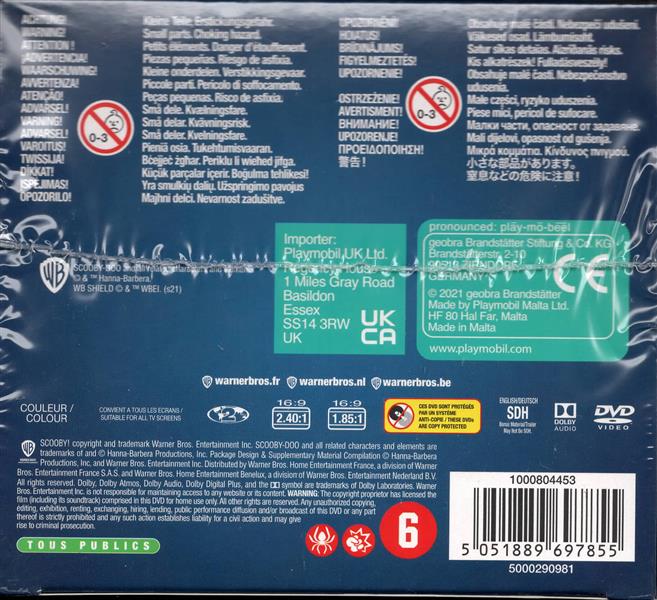 ACHTUNG!
WARNING!
ATTENTION !
¡ADVERTENCIA!
WAARSCHUWING!
AVVERTENZA!
ATENÇÃO!
ADVARSEL!
VARNING!
ADVARSEL!
VAROITUS!
TWISSIJA!
DİKKAT!
ĮSPĖJIMAS!
OPOZORILO!
Kleine Teile. Erstickungsgefahr.
Small parts. Choking hazard.
Petits éléments. Danger d'étouffement.
Piezas pequeñas. Riesgo de asfixia.
Kleine onderdelen. Verstikkingsgevaar.
Piccole parti. Pericolo di soffocamento.
Peças pequenas. Risco de asfixia.
Små dele. Kvælningsfare.
Små delar. Kvävningsrisk.
Små deler. Kvelningsfare.
Pieniä osia. Tukehtumisvaaran.
Bċejjeċ żgħar. Periklu li wieħed jifga.
Küçük parçalar içerir. Boğulma tehlikesi!
Yra smulkių dalių. Užspringimo pavojus
Majhni delci. Nevarnost zadušitve.
0-3
UPOZORNĚNÍ!
HOIATUS!
BRĪDINĀJUMS!
FIGYELMEZTETÉS!
UPOZORNENIE!
OSTRZEŻENIE!
AVERTISMENT!
ВНИМАНИЕ!
UPOZORENJE!
ΠΡΟΕΙΔΟΠΟΙΗΣΗ!
警告!
Obsahuje malé části. Nebezpečí udušení.
Väikesed osad. Lämbumisoht.
Satur sīkas detaļas. Aizrīšanās risks.
Kis alkatrészek! Fulladásveszély!
Obsahuje malé časti. Nebezpečenstvo
udusenia.
Małe części, ryzyko uduszenia.
Piese mici, pericol de sufocare.
Малки части, опасност от задавяне.
Mali dijelovi, opasnost od gušenja.
Μικρά κομμάτια. Κίνδυνος πνιγμού.
小さな部品があります。
窒息などの危険に注意!
0-3
WB
© & ™ Hanna-Barbera.
WB SHIELD © & ™ WBEI. (s21)
Importer:
Playmobil UK Ltd.
Regency House
1 Miles Gray Road
Basildon
Essex
SS14 3RW
UK
UK
CA
pronounced: plāy-mō-bēēl
geobra Brandstätter Stiftung & Co. KG
Brandstätterstr. 2-10
GERMANY
CE
© 2021 geobra Brandstätter
Made by Playmobil Malta Ltd.
HF 80 Hal Far, Malta
Made in Malta
www.playmobil.com
warnerbros.fr warnerbros.nl warnerbros.be
COULEUR /
COLOUR
CONVIENT A TOUS LES ECRANS /
SUITABLE FOR ALL TV SCREENS
2
16:9
2.40:1
16:9
1.85:1
CES DVD SONT PROTÉGÉS
PAR UN SYSTÈME
ANTI-COPIE / THESE DVDs
ARE COPY PROTECTED
ENGLISH/DEUTSCH
SDH
Bonus Material/Trailer
May Not Be SDH.
DOLBY
AUDIO
DVD
VIDEO
SCOOBY! copyright and trademark Warner Bros. Entertainment Inc. SCOOBY-DOO and all related characters and elements are
trademarks of and © Hanna-Barbera Productions, Inc. Package Design & Supplementary Material Compilation © Hanna-Barbera
Productions, Inc, and Warner Bros. Entertainment Inc. Distributed by Warner Bros. Home Entertainment France, a division of Warner Bros.
Entertainment France S.A.S. and Warner Bros. Home Entertainment Benelux, a division of Warner Bros. Entertainment Nederland B.V.
All rights reserved. Dolby, Dolby Atmos, Dolby Audio, Dolby Digital Plus, and the symbol are trademarks of Dolby Laboratories. Warner
Bros. Entertainment Inc. is not responsible for maintaining access to any website or its content. WARNING: The copyright proprietor has licensed the
film (including its soundtrack) comprised in this DVD for home use only. All other rights are reserved. Any unauthorized copying,
editing, exhibition, renting, exchanging, hiring, lending, public performance diffusion and/or broadcast of this DVD or any part
thereof is strictly prohibited and any such action establishes liability for a civil action and may give
rise to criminal prosecution.
TOUS PUBLICS
6
1000804453
5 051889 697855
5000290981